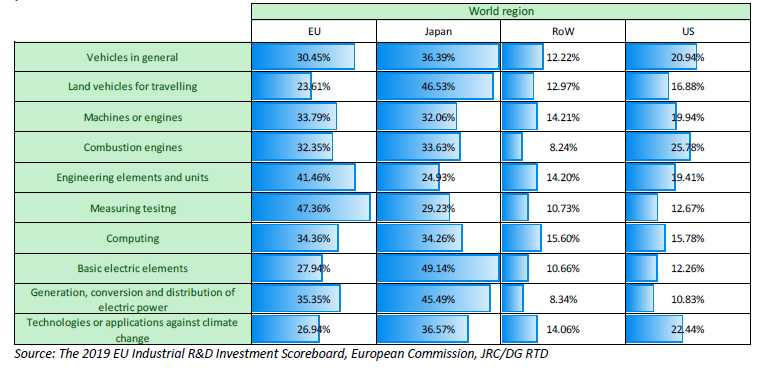 World region
EU Japan RoW US
Vehicles in general 30.45% 36.39% 12.22% 20.94%
Land vehicles for travelling 23.61% 46.53% 12.97% 16.88%
Machines or engines 33.79% 32.06% 14.21% 19.94%
Combustion engines 32.35% 33.63% 8.24% 25.78%
Engineering elements and units 41.46% 24.93% 14.20% 19.41%
Measuring tesitng 47.36% 29.23% 10.73% 12.67%
Computing 34.36% 34.26% 15.60% 15.78%
Basic electric elements 27.94% 49.14% 10.66% 12.26%
Generation, conversion and distribution of
electric power 35.35% 45.49% 8.34% 10.83%
Technologies or applications against climate
change 26.94% 36.57% 14.06% 22.44%
Source: The 2019 EU Industrial R&D Investment Scoreboard, European Commission, JRC/DG RTD